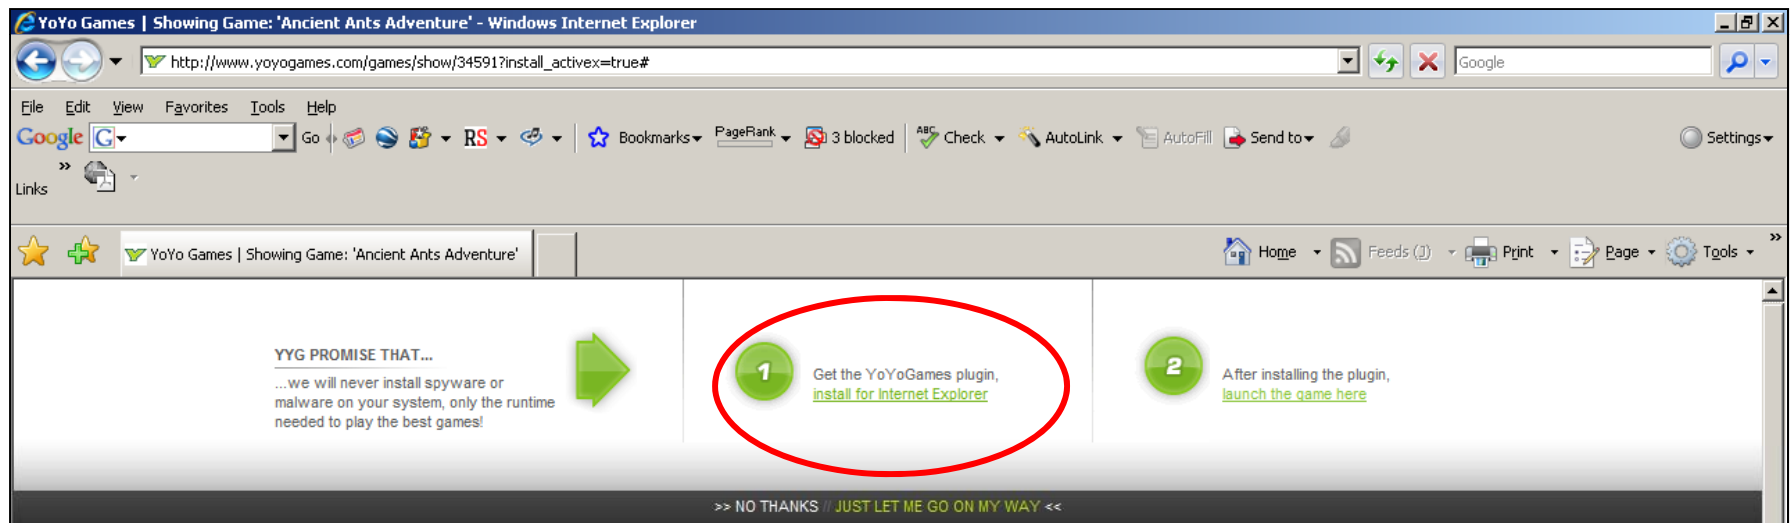 YoYo Games | Showing Game: 'Ancient Ants Adventure' - Windows Internet Explorer
http://www.yoyogames.com/games/show/34591?install_activex=true#
Google
File Edit View Favorites Tools Help
Google G Go RS Bookmarks PageRank 3 blocked ABC Check AutoLink AutoFill Send to Settings
Links »
YoYo Games | Showing Game: 'Ancient Ants Adventure' Home Feeds (J) Print Page Tools »
YYG PROMISE THAT...
...we will never install spyware or
malware on your system, only the runtime
needed to play the best games!
1
Get the YoYoGames plugin,
install for Internet Explorer
2
After installing the plugin,
launch the game here
>> NO THANKS // JUST LET ME GO ON MY WAY <<